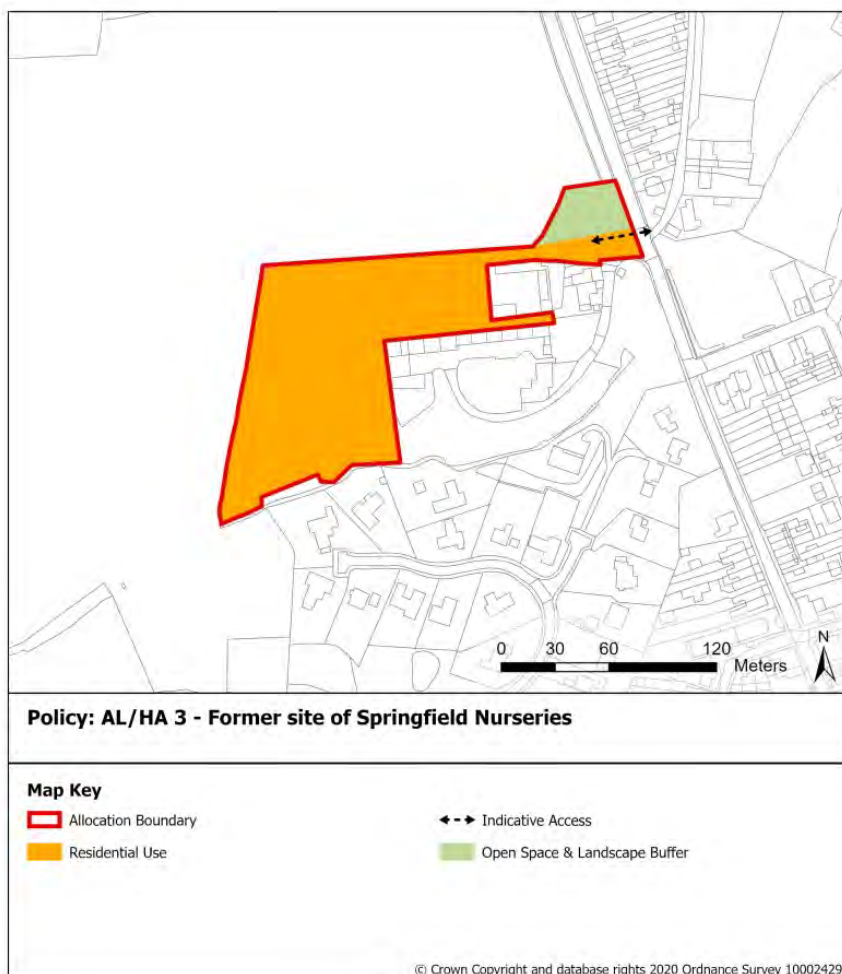 N
0 30 60 120
Meters
Policy: AL/HA 3 - Former site of Springfield Nurseries
Map Key
Allocation Boundary
Indicative Access
Residential Use
Open Space & Landscape Buffer
© Crown Copyright and database rights 2020 Ordnance Survey 10002429